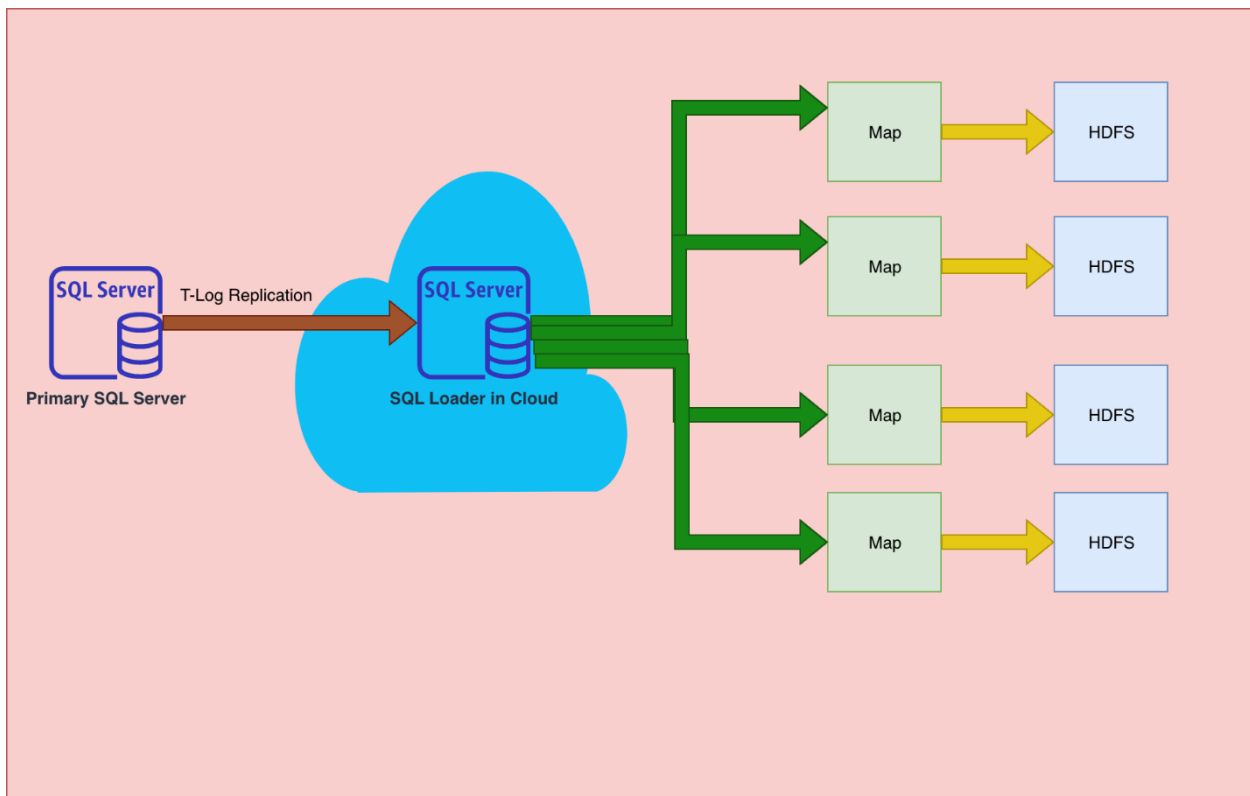 Map
HDFS
Map
HDFS
SQL Server
T-Log Replication
SQL Server
Primary SQL Server
SQL Loader in Cloud
Map
HDFS
Map
HDFS